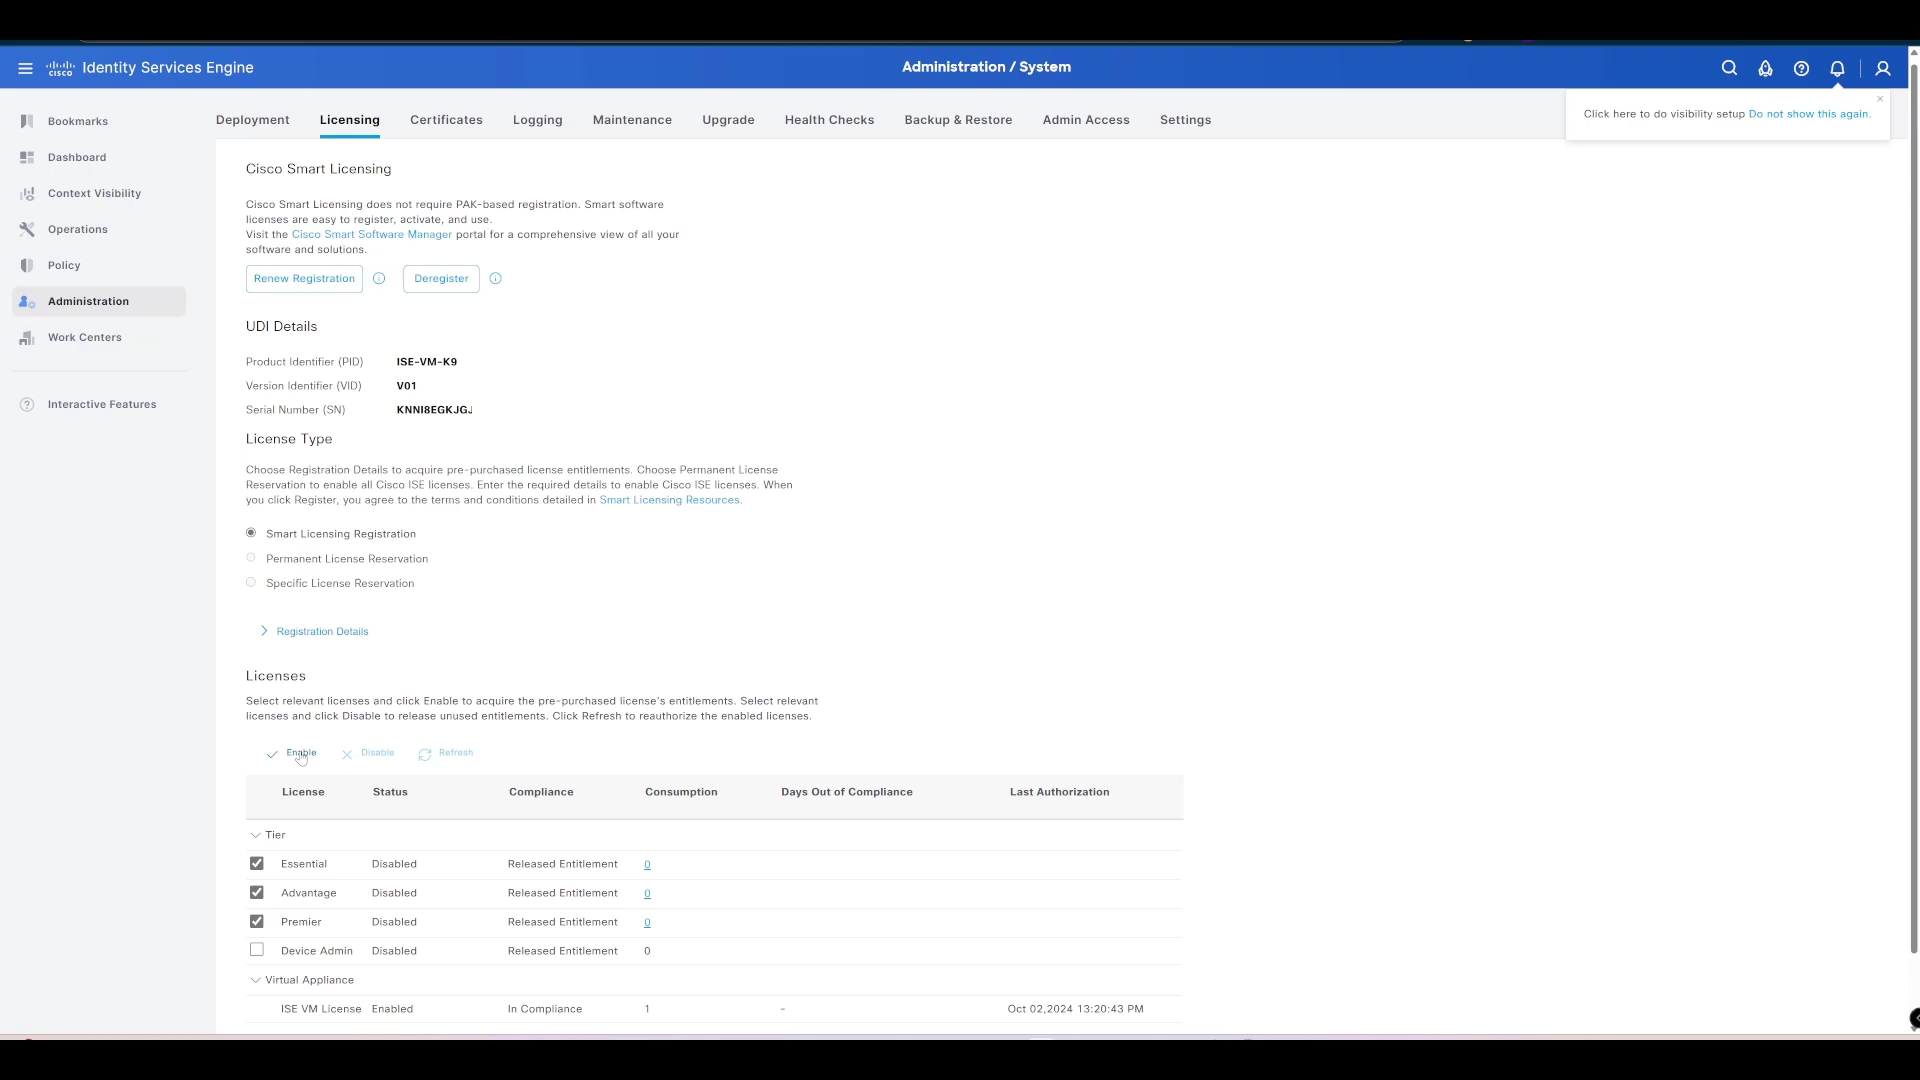 cisco Identity Services Engine
Administration / System
Click here to do visibility setup Do not show this again.
Bookmarks
Dashboard
Context Visibility
Operations
Policy
Administration
Work Centers
Interactive Features
Deployment Licensing Certificates Logging Maintenance Upgrade Health Checks Backup & Restore Admin Access Settings
Cisco Smart Licensing
Cisco Smart Licensing does not require PAK-based registration. Smart software
licenses are easy to register, activate, and use.
Visit the Cisco Smart Software Manager portal for a comprehensive view of all your
software and solutions.
Renew Registration Deregister
UDI Details
Product Identifier (PID) ISE-VM-K9
Version Identifier (VID) V01
Serial Number (SN) KNNI8EGKJGJ
License Type
Choose Registration Details to acquire pre-purchased license entitlements. Choose Permanent License
Reservation to enable all Cisco ISE licenses. Enter the required details to enable Cisco ISE licenses. When
you click Register, you agree to the terms and conditions detailed in Smart Licensing Resources.
Smart Licensing Registration
Permanent License Reservation
Specific License Reservation
Registration Details
Licenses
Select relevant licenses and click Enable to acquire the pre-purchased license's entitlements. Select relevant
licenses and click Disable to release unused entitlements. Click Refresh to reauthorize the enabled licenses.
Enable Disable Refresh
License Status Compliance Consumption Days Out of Compliance Last Authorization
Tier
Essential Disabled Released Entitlement 0
Advantage Disabled Released Entitlement 0
Premier Disabled Released Entitlement 0
Device Admin Disabled Released Entitlement 0
Virtual Appliance
ISE VM License Enabled In Compliance 1 - Oct 02,2024 13:20:43 PM